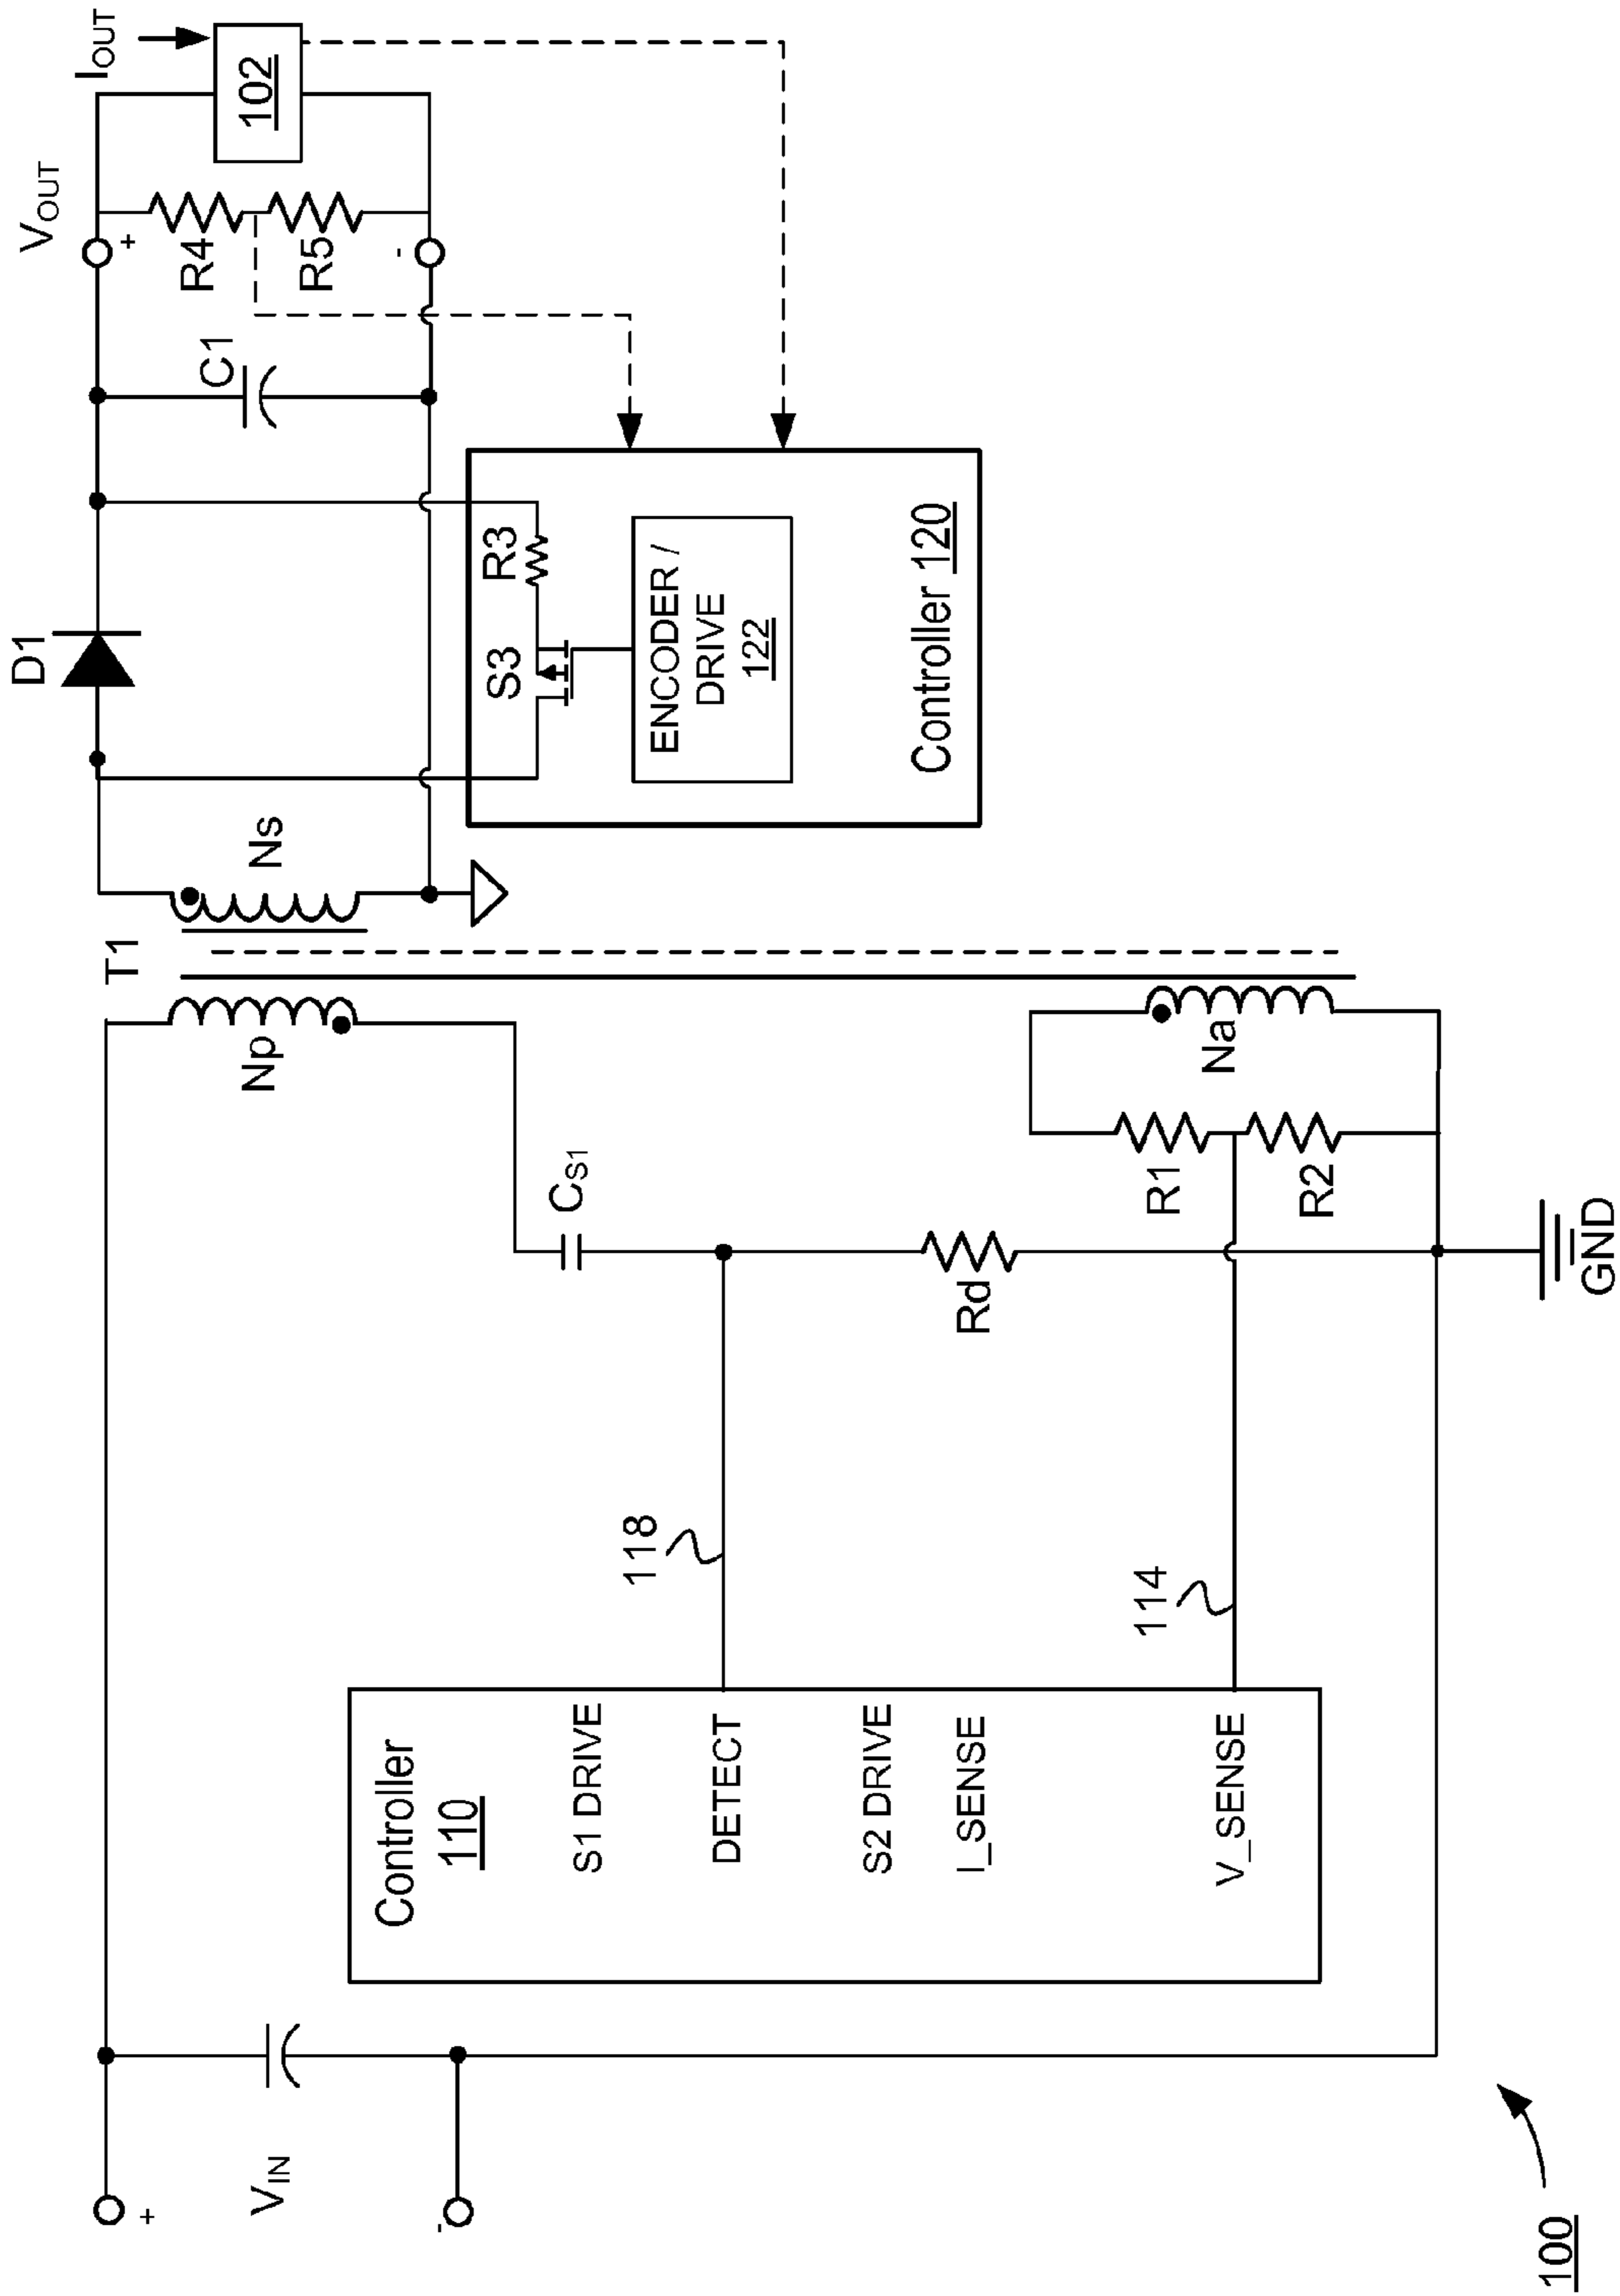 D1
VOUT
IOUT
+
T1
Np
Ns
R4
C1
102
VIN
+
-
R5
-
S3
R3
ENCODER /
DRIVE
122
Controller 120
CS1
Controller
110
S1 DRIVE
118
DETECT
S2 DRIVE
I_SENSE
Rd
114
V_SENSE
R1
Na
R2
GND
100